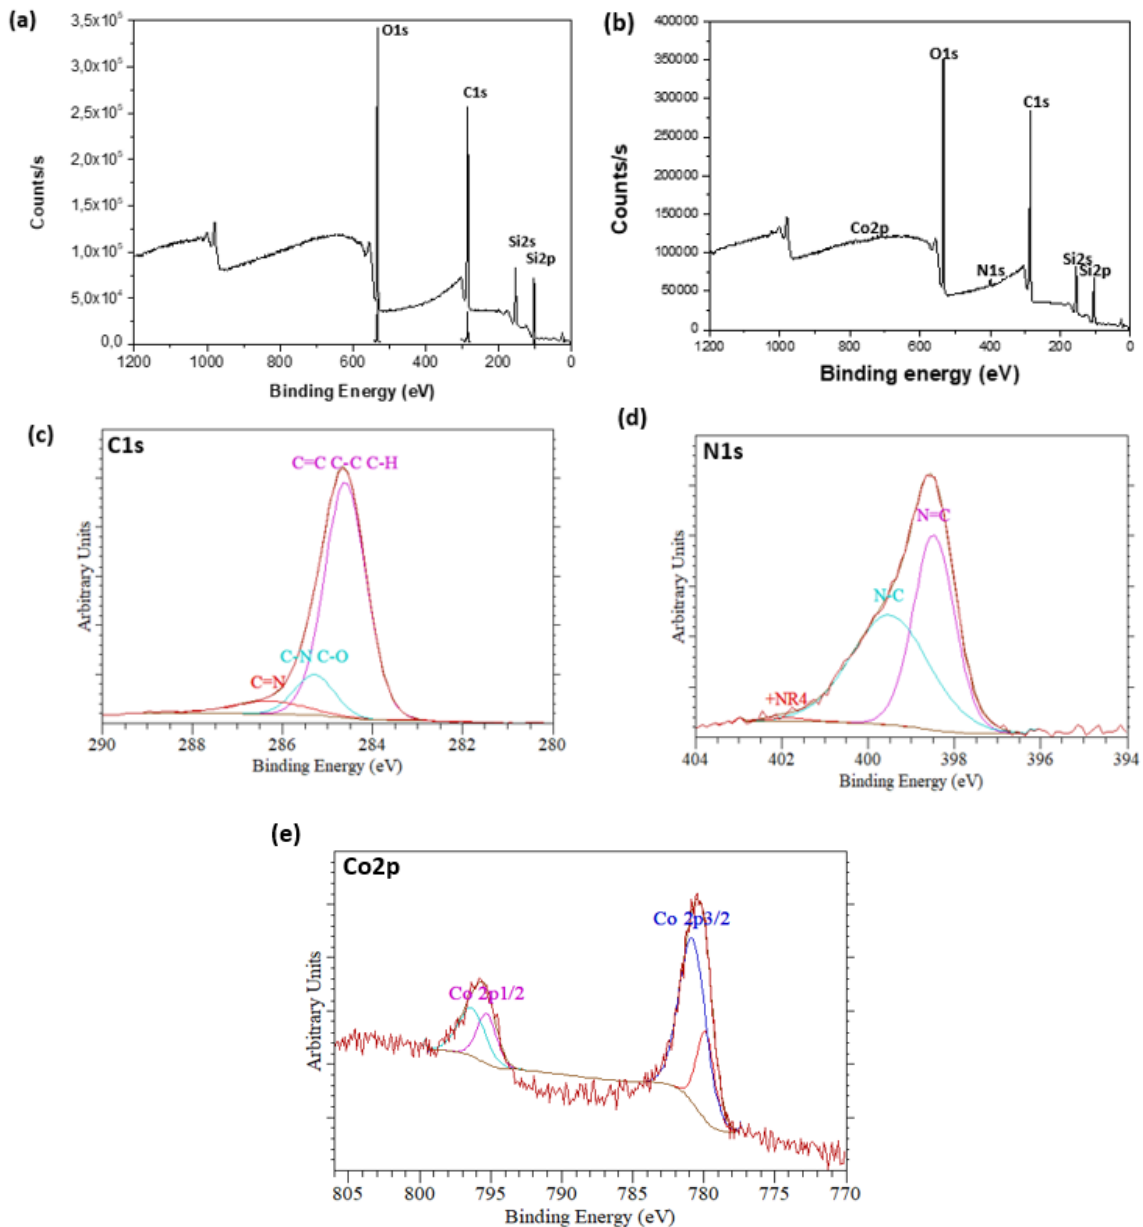 (a)
3,5x10⁵
3,0x10⁵
2,5x10⁵
2,0x10⁵
1,5x10⁵
1,0x10⁵
5,0x10⁴
0,0
Counts/s
O1s
C1s
Si2s
Si2p
1200 1000 800 600 400 200 0
Binding Energy (eV)
(b)
400000
350000
300000
250000
200000
150000
100000
50000
0
Counts/s
O1s
C1s
Co2p
N1s
Si2s
Si2p
1200 1000 800 600 400 200 0
Binding energy (eV)
(c)
C1s
C=C C-C C-H
C-N C-O
C=N
Arbitrary Units
290 288 286 284 282 280
Binding Energy (eV)
(d)
N1s
N=C
N-C
+NR4
Arbitrary Units
404 402 400 398 396 394
Binding Energy (eV)
(e)
Co2p
Co 2p3/2
Co 2p1/2
Arbitrary Units
805 800 795 790 785 780 775 770
Binding Energy (eV)